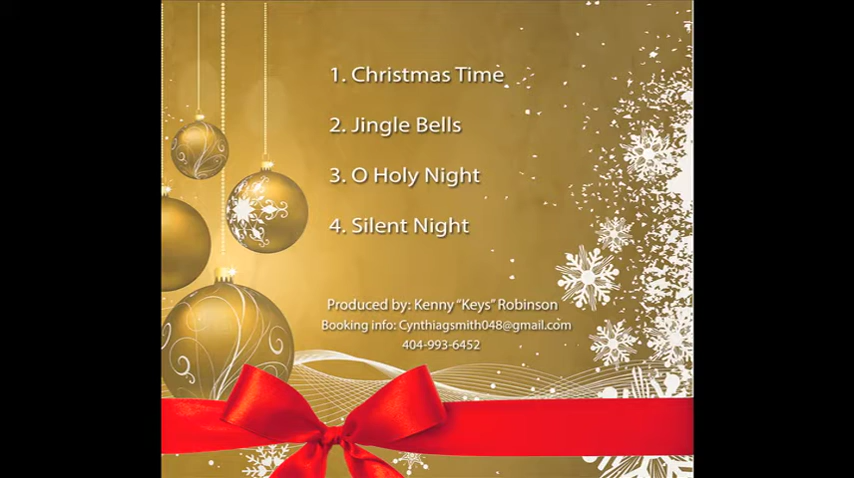 1. Christmas Time
2. Jingle Bells
3. O Holy Night
4. Silent Night
Produced by: Kenny “Keys” Robinson
Booking info: Cynthiagsmith048@gmail.com
404-993-6452